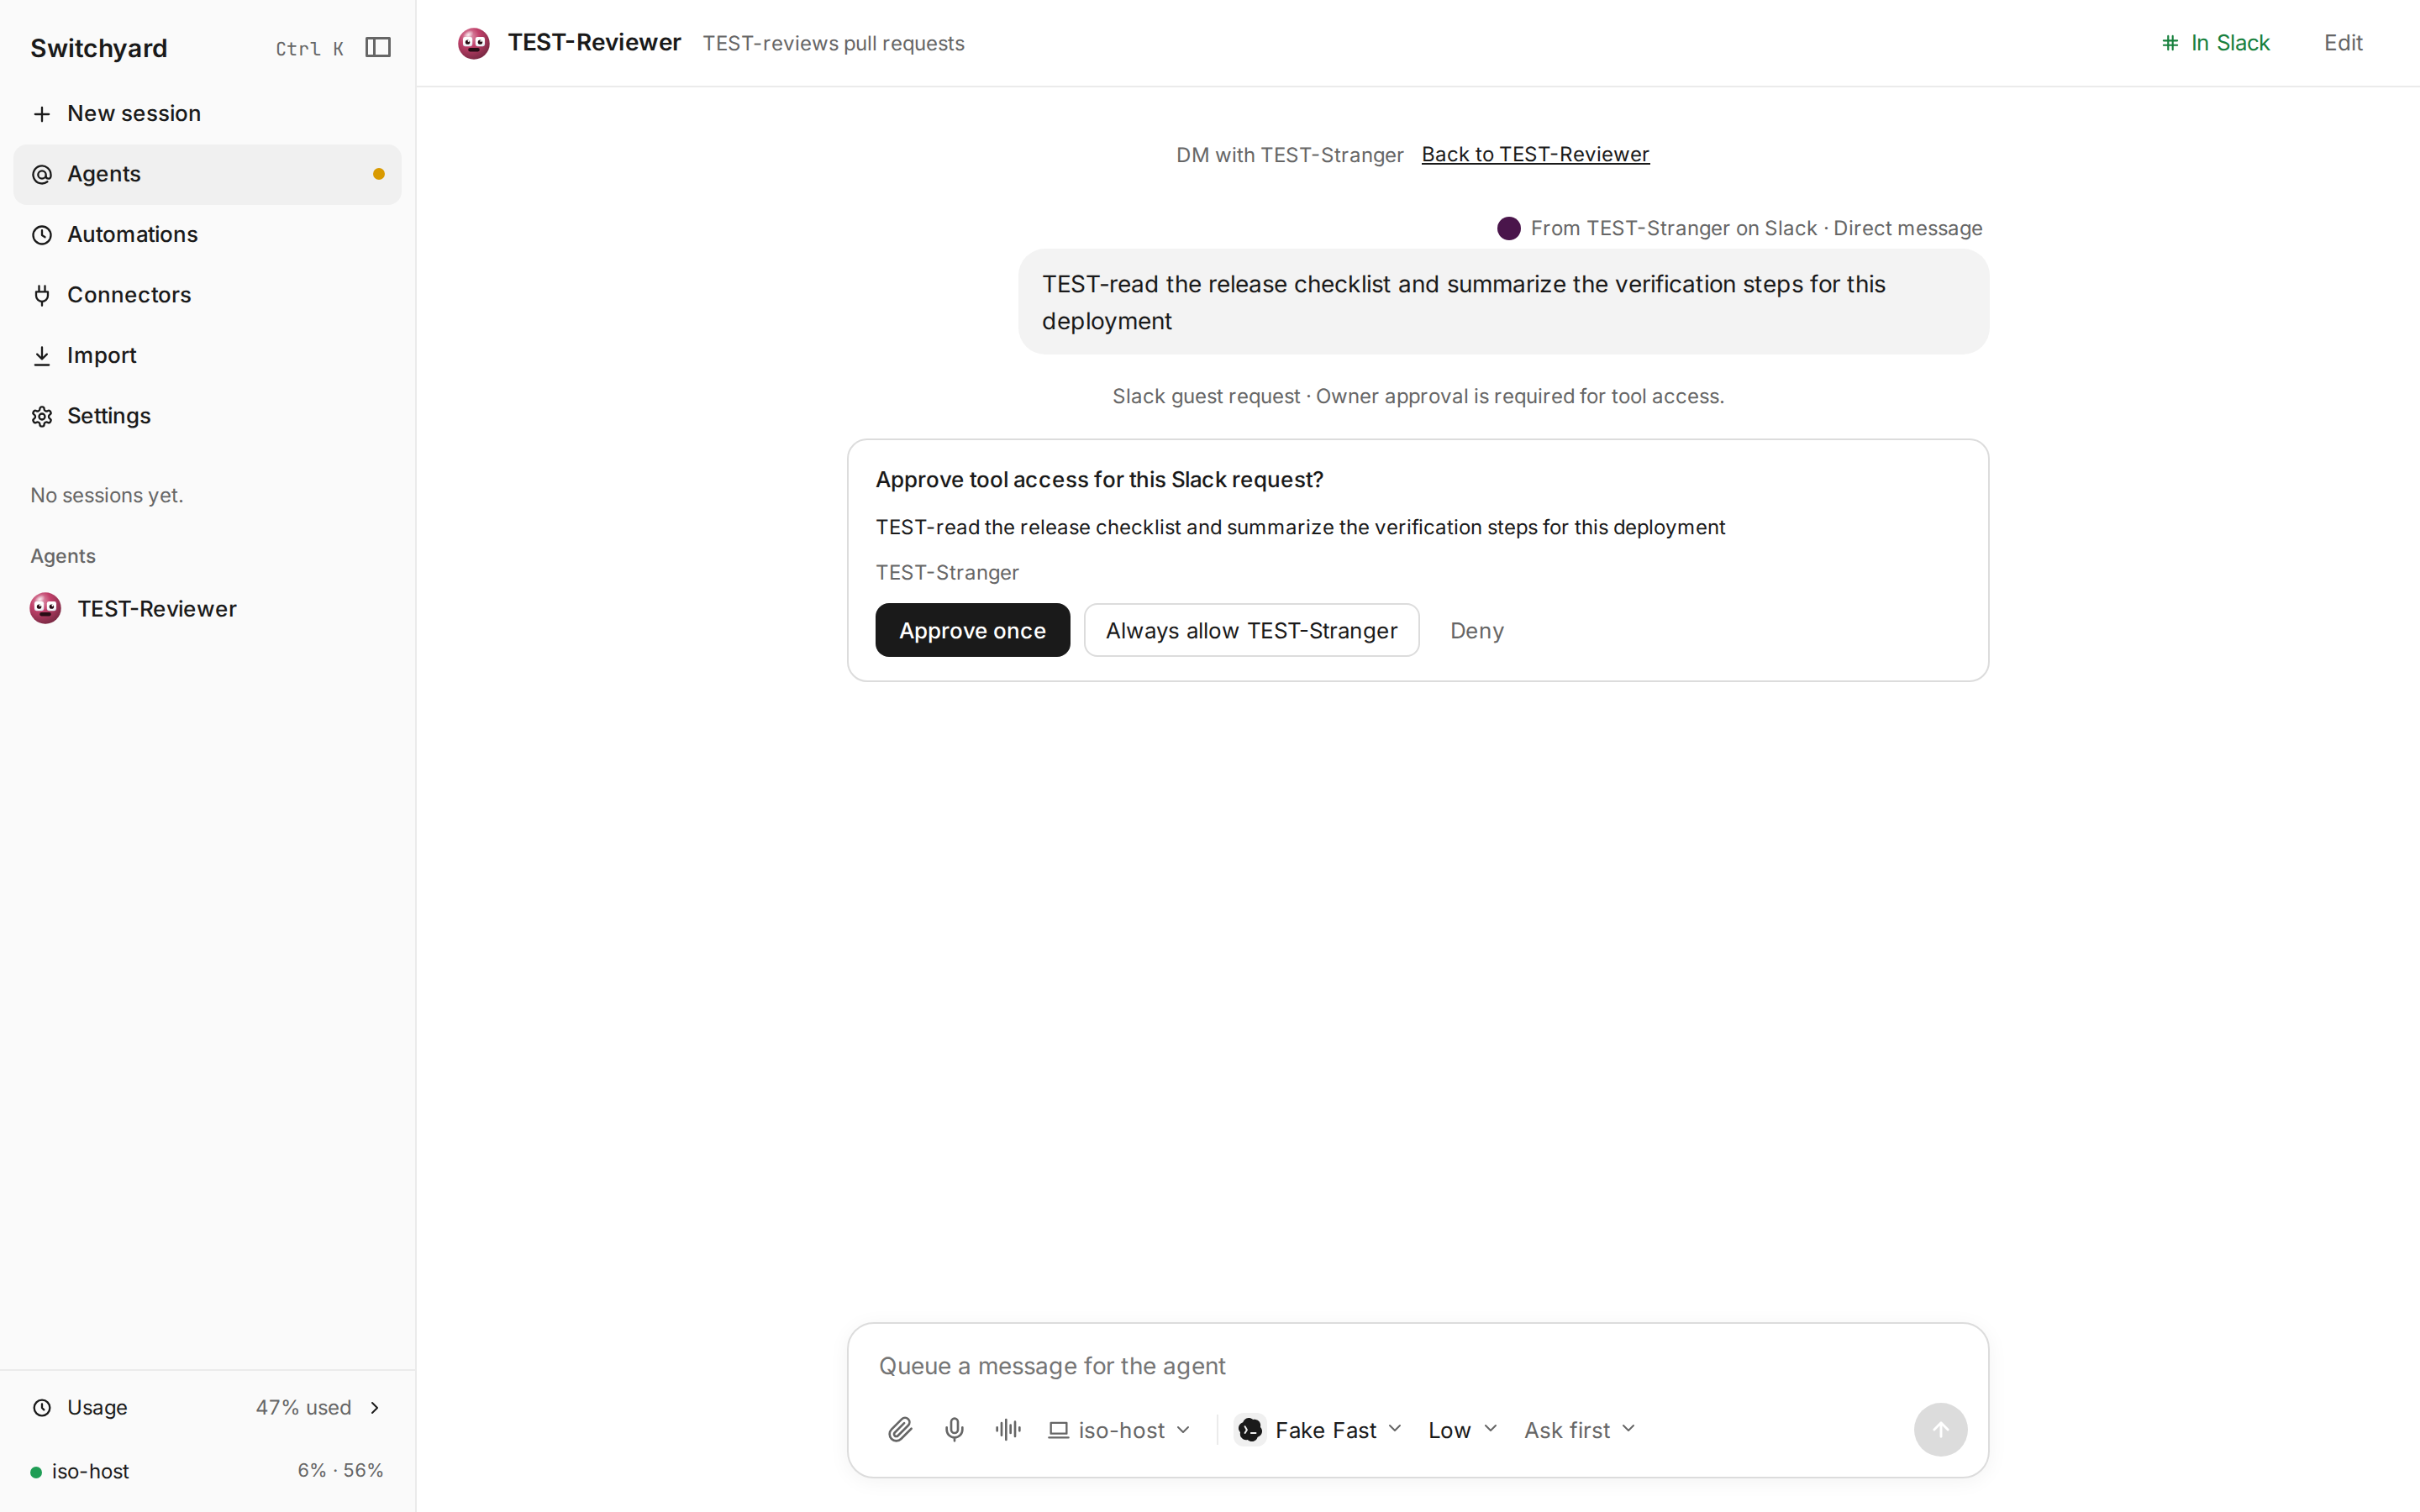 Switchyard
Ctrl K
New session
Agents
Automations
Connectors
Import
Settings
No sessions yet.
Agents
TEST-Reviewer
Usage
47% used
iso-host
6% · 56%
TEST-Reviewer
TEST-reviews pull requests
In Slack
Edit
DM with TEST-Stranger
Back to TEST-Reviewer
From TEST-Stranger on Slack · Direct message
TEST-read the release checklist and summarize the verification steps for this
deployment
Slack guest request · Owner approval is required for tool access.
Approve tool access for this Slack request?
TEST-read the release checklist and summarize the verification steps for this deployment
TEST-Stranger
Approve once
Always allow TEST-Stranger
Deny
Queue a message for the agent
iso-host
Fake Fast
Low
Ask first